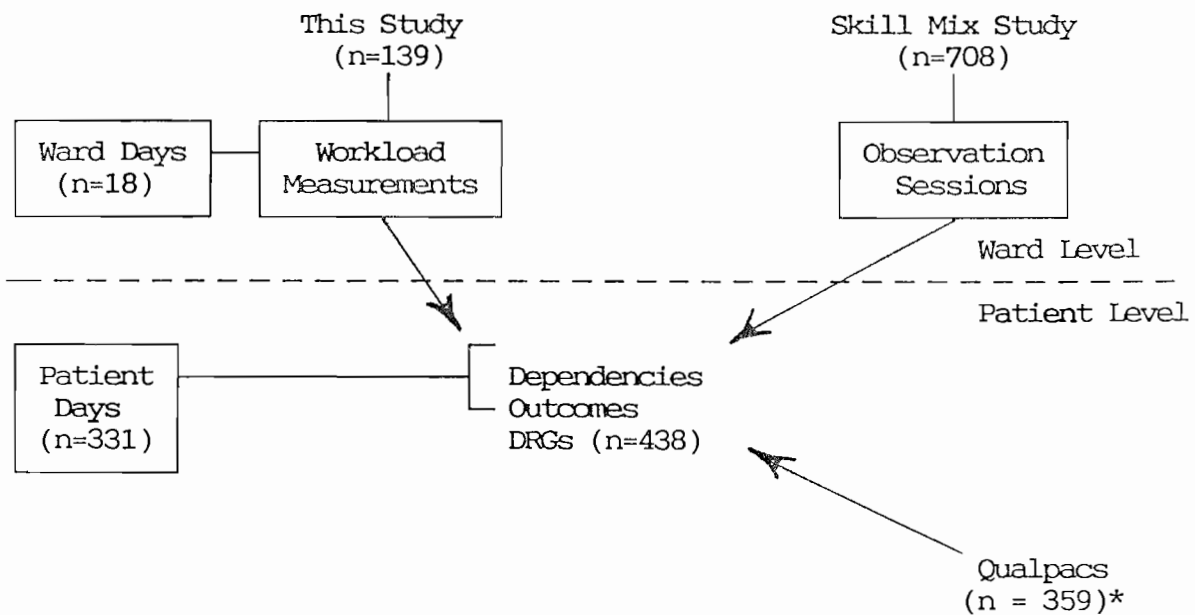 This Study
(n=139)
Skill Mix Study
(n=708)
Ward Days
(n=18)
Workload
Measurements
Observation
Sessions
Ward Level
Patient Level
Patient
Days
(n=331)
Dependencies
Outcomes
DRGs (n=438)
Qualpacs
(n = 359)*